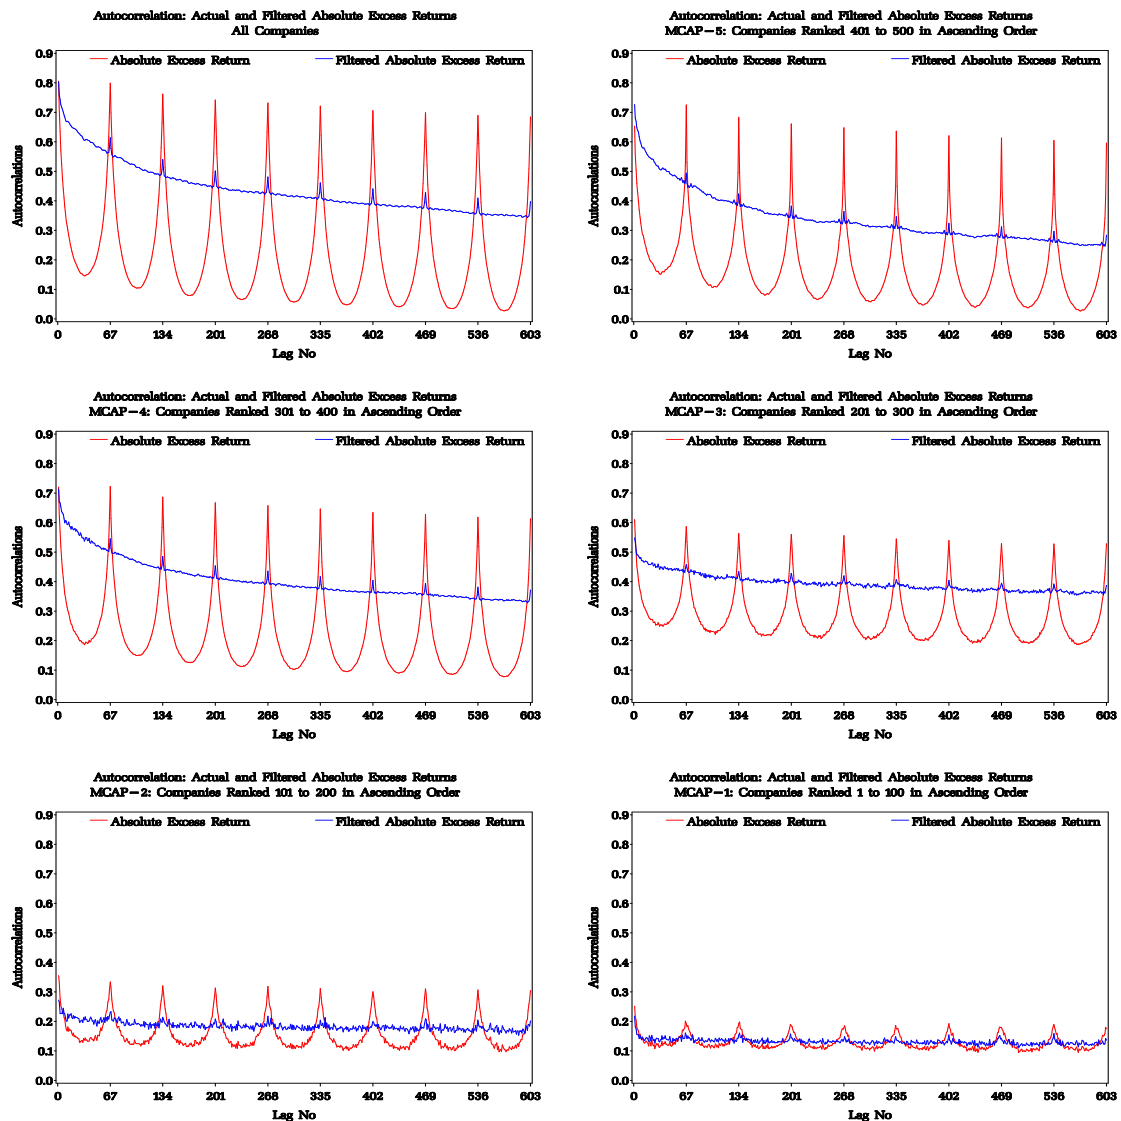 Autocorrelation: Actual and Filtered Absolute Excess Returns
All Companies
Absolute Excess Return
Filtered Absolute Excess Return
Autocorrelations
0.9
0.8
0.7
0.6
0.5
0.4
0.3
0.2
0.1
0.0
0 67 134 201 268 335 402 469 536 603
Lag No
Autocorrelation: Actual and Filtered Absolute Excess Returns
MCAP-5: Companies Ranked 401 to 500 in Ascending Order
Absolute Excess Return
Filtered Absolute Excess Return
Autocorrelations
0.9
0.8
0.7
0.6
0.5
0.4
0.3
0.2
0.1
0.0
0 67 134 201 268 335 402 469 536 603
Lag No
Autocorrelation: Actual and Filtered Absolute Excess Returns
MCAP-4: Companies Ranked 301 to 400 in Ascending Order
Absolute Excess Return
Filtered Absolute Excess Return
Autocorrelations
0.9
0.8
0.7
0.6
0.5
0.4
0.3
0.2
0.1
0.0
0 67 134 201 268 335 402 469 536 603
Lag No
Autocorrelation: Actual and Filtered Absolute Excess Returns
MCAP-3: Companies Ranked 201 to 300 in Ascending Order
Absolute Excess Return
Filtered Absolute Excess Return
Autocorrelations
0.9
0.8
0.7
0.6
0.5
0.4
0.3
0.2
0.1
0.0
0 67 134 201 268 335 402 469 536 603
Lag No
Autocorrelation: Actual and Filtered Absolute Excess Returns
MCAP-2: Companies Ranked 101 to 200 in Ascending Order
Absolute Excess Return
Filtered Absolute Excess Return
Autocorrelations
0.9
0.8
0.7
0.6
0.5
0.4
0.3
0.2
0.1
0.0
0 67 134 201 268 335 402 469 536 603
Lag No
Autocorrelation: Actual and Filtered Absolute Excess Returns
MCAP-1: Companies Ranked 1 to 100 in Ascending Order
Absolute Excess Return
Filtered Absolute Excess Return
Autocorrelations
0.9
0.8
0.7
0.6
0.5
0.4
0.3
0.2
0.1
0.0
0 67 134 201 268 335 402 469 536 603
Lag No